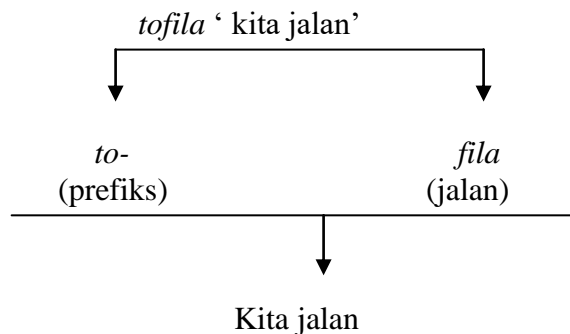 tofila ‘ kita jalan’
to- fila
(prefiks) (jalan)
Kita jalan